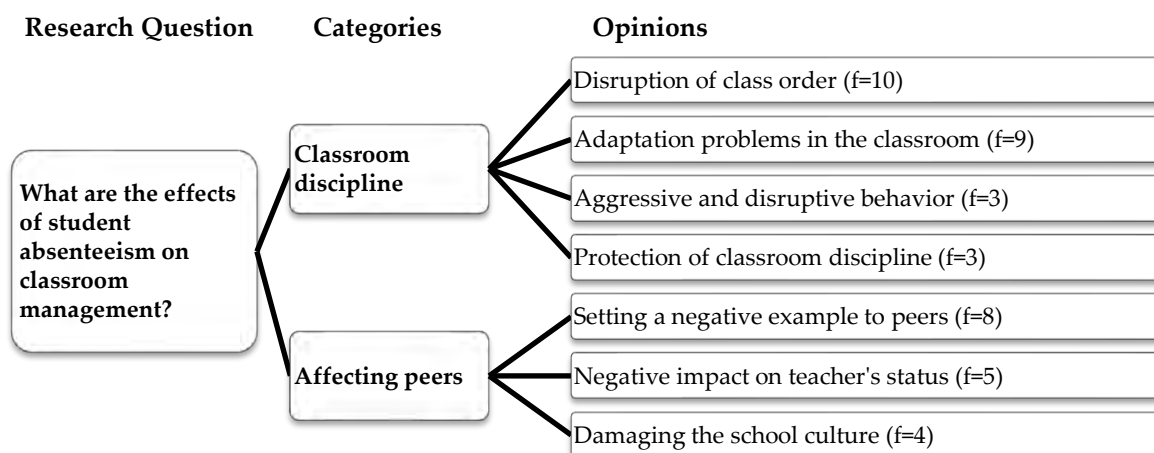 Research Question Categories Opinions
What are the effects
of student
absenteeism on
classroom
management?
Classroom
discipline
Disruption of class order (f=10)
Adaptation problems in the classroom (f=9)
Aggressive and disruptive behavior (f=3)
Protection of classroom discipline (f=3)
Affecting peers
Setting a negative example to peers (f=8)
Negative impact on teacher's status (f=5)
Damaging the school culture (f=4)